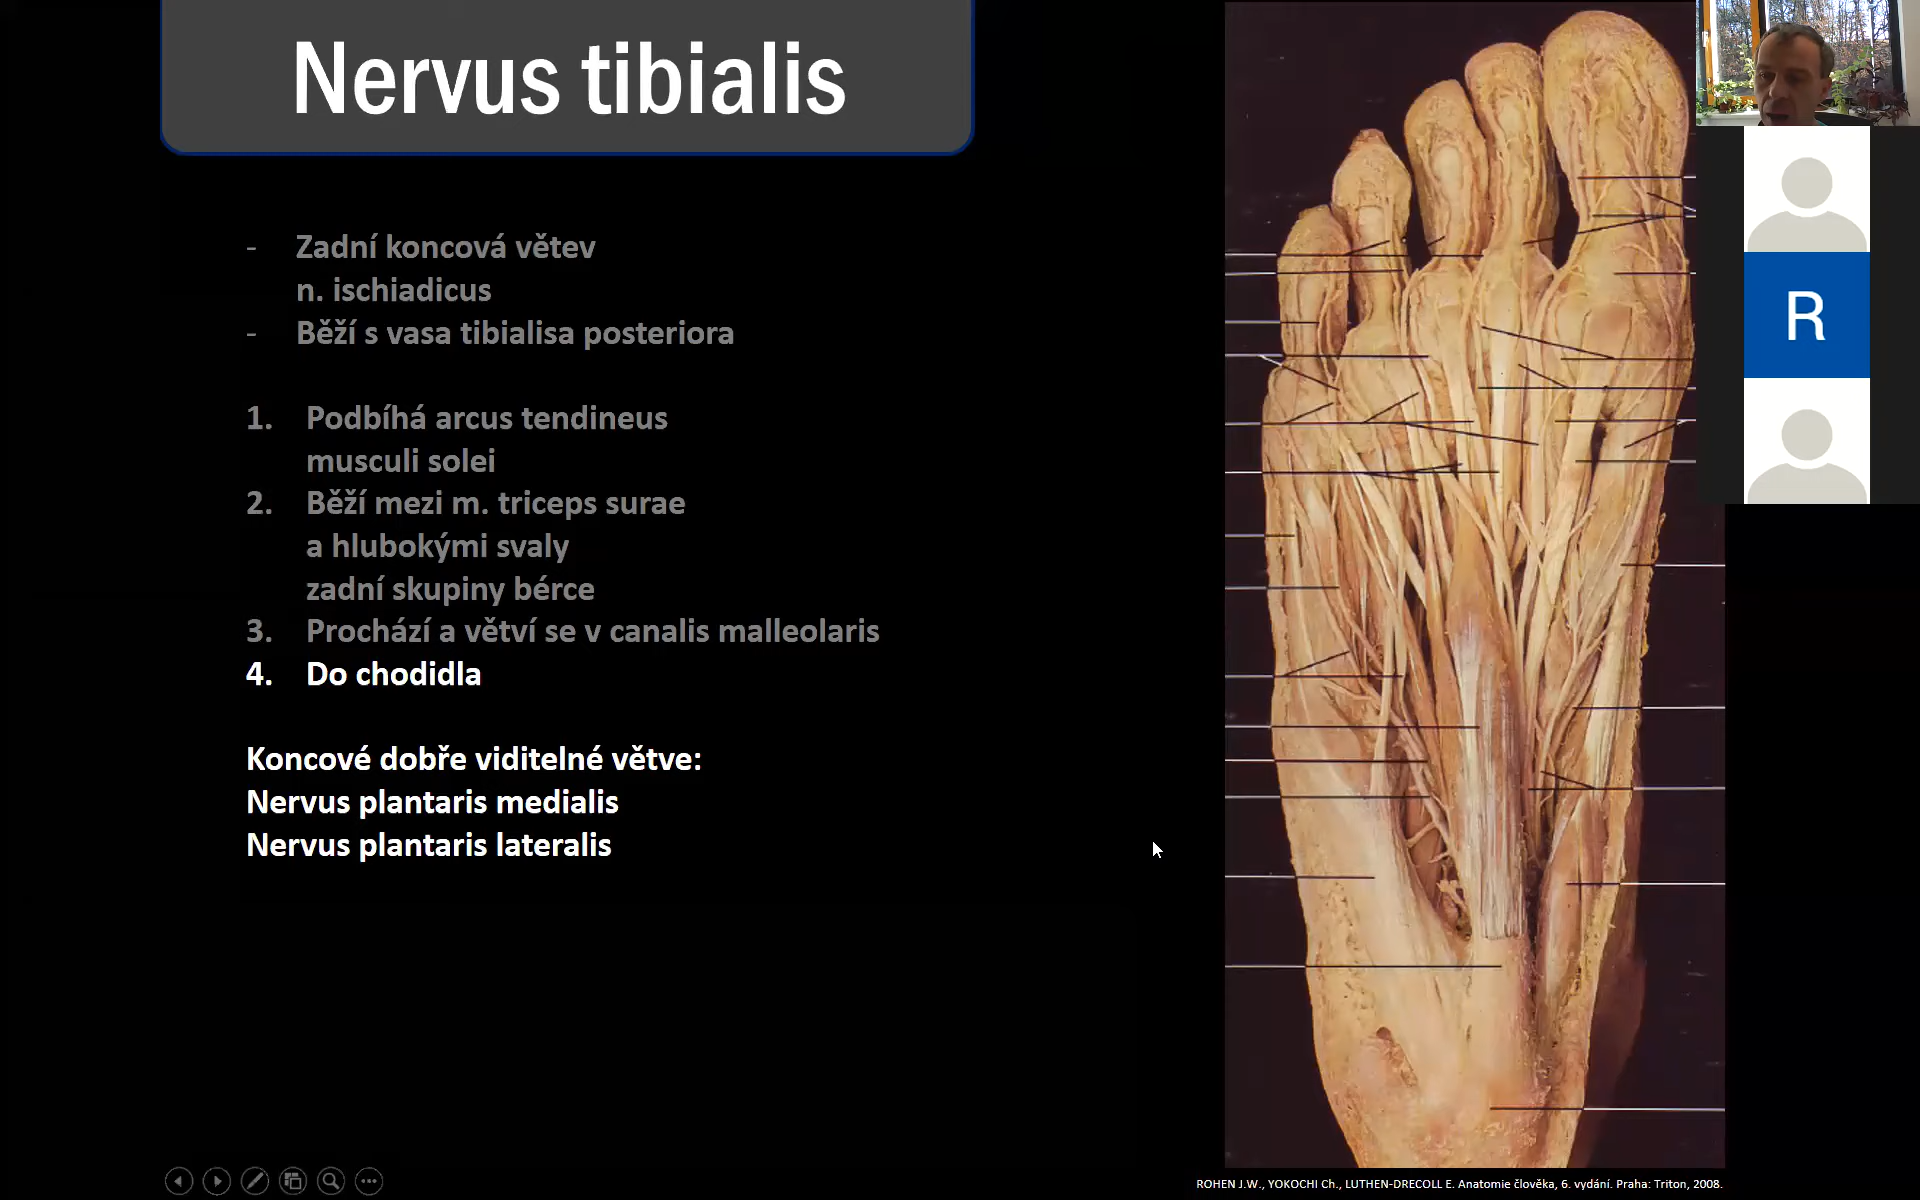 Nervus tibialis
- Zadní koncová větev
n. ischiadicus
- Běží s vasa tibialisa posteriora
1. Podbíhá arcus tendineus
musculi solei
2. Běží mezi m. triceps surae
a hlubokými svaly
zadní skupiny bérce
3. Prochází a větví se v canalis malleolaris
4. Do chodidla
Koncové dobře viditelné větve:
Nervus plantaris medialis
Nervus plantaris lateralis
R
ROHEN J.W., YOKOCHI Ch., LUTHEN-DRECOLL E. Anatomie člověka, 6. vydání. Praha: Triton, 2008.